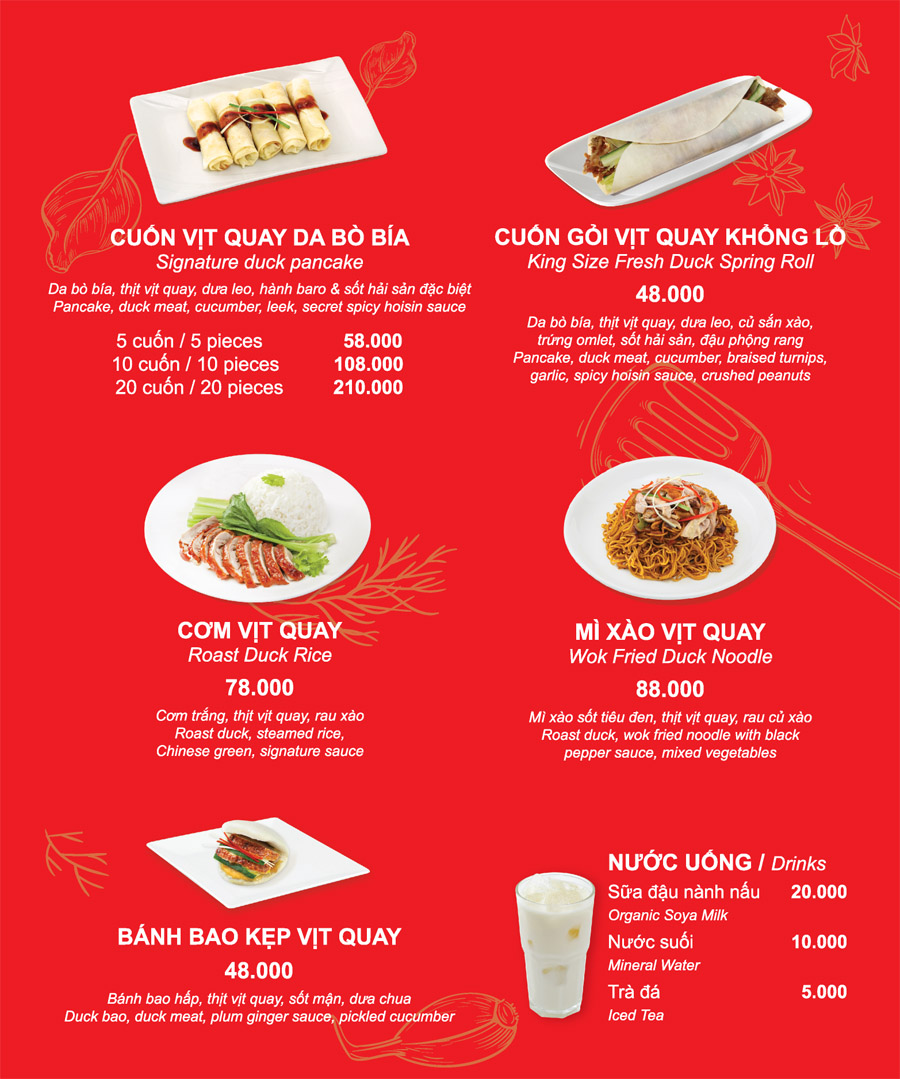 CUỐN VỊT QUAY DA BÒ BÍA
Signature duck pancake
Da bò bía, thịt vịt quay, dưa leo, hành baro & sốt hải sản đặc biệt
Pancake, duck meat, cucumber, leek, secret spicy hoisin sauce
5 cuốn / 5 pieces 58.000
10 cuốn / 10 pieces 108.000
20 cuốn / 20 pieces 210.000
CUỐN GỎI VỊT QUAY KHỔNG LỒ
King Size Fresh Duck Spring Roll
48.000
Da bò bía, thịt vịt quay, dưa leo, củ sắn xào,
trứng omlet, sốt hải sản, đậu phộng rang
Pancake, duck meat, cucumber, braised turnips,
garlic, spicy hoisin sauce, crushed peanuts
CƠM VỊT QUAY
Roast Duck Rice
78.000
Cơm trắng, thịt vịt quay, rau xào
Roast duck, steamed rice,
Chinese green, signature sauce
MÌ XÀO VỊT QUAY
Wok Fried Duck Noodle
88.000
Mì xào sốt tiêu đen, thịt vịt quay, rau củ xào
Roast duck, wok fried noodle with black
pepper sauce, mixed vegetables
BÁNH BAO KẸP VỊT QUAY
48.000
Bánh bao hấp, thịt vịt quay, sốt mận, dưa chua
Duck bao, duck meat, plum ginger sauce, pickled cucumber
NƯỚC UỐNG / Drinks
Sữa đậu nành nấu 20.000
Organic Soya Milk
Nước suối 10.000
Mineral Water
Trà đá 5.000
Iced Tea